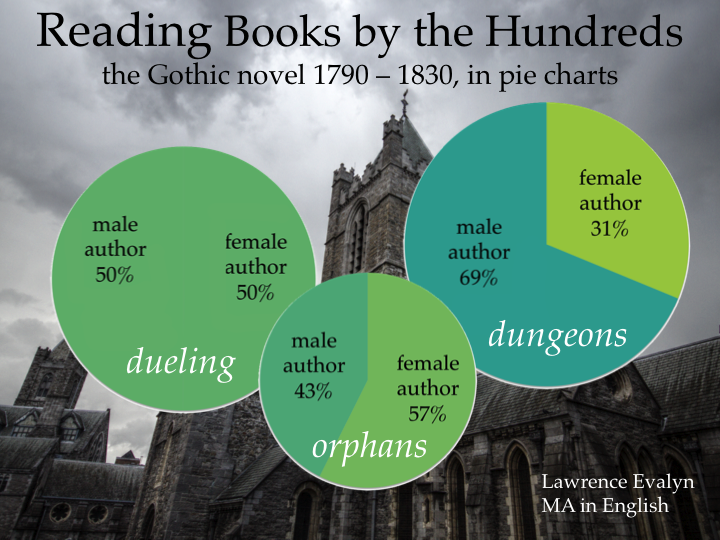 Reading Books by the Hundreds
the Gothic novel 1790 – 1830, in pie charts
male
author
50%
female
author
50%
dueling
male
author
43%
female
author
57%
orphans
male
author
69%
female
author
31%
dungeons
Lawrence Evalyn
MA in English